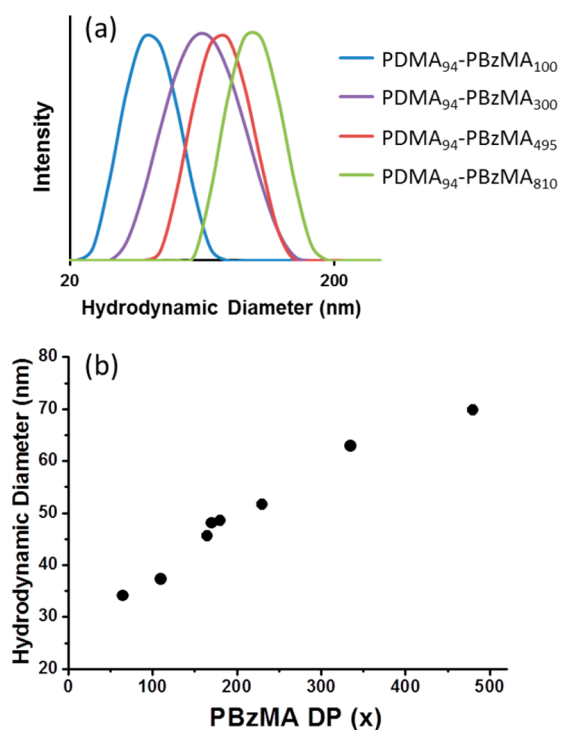 (a)
Intensity
PDMA₉₄-PBzMA₁₀₀
PDMA₉₄-PBzMA₃₀₀
PDMA₉₄-PBzMA₄₉₅
PDMA₉₄-PBzMA₈₁₀
20
200
Hydrodynamic Diameter (nm)
(b)
Hydrodynamic Diameter (nm)
80
70
60
50
40
30
20
0
100
200
300
400
500
PBzMA DP (x)